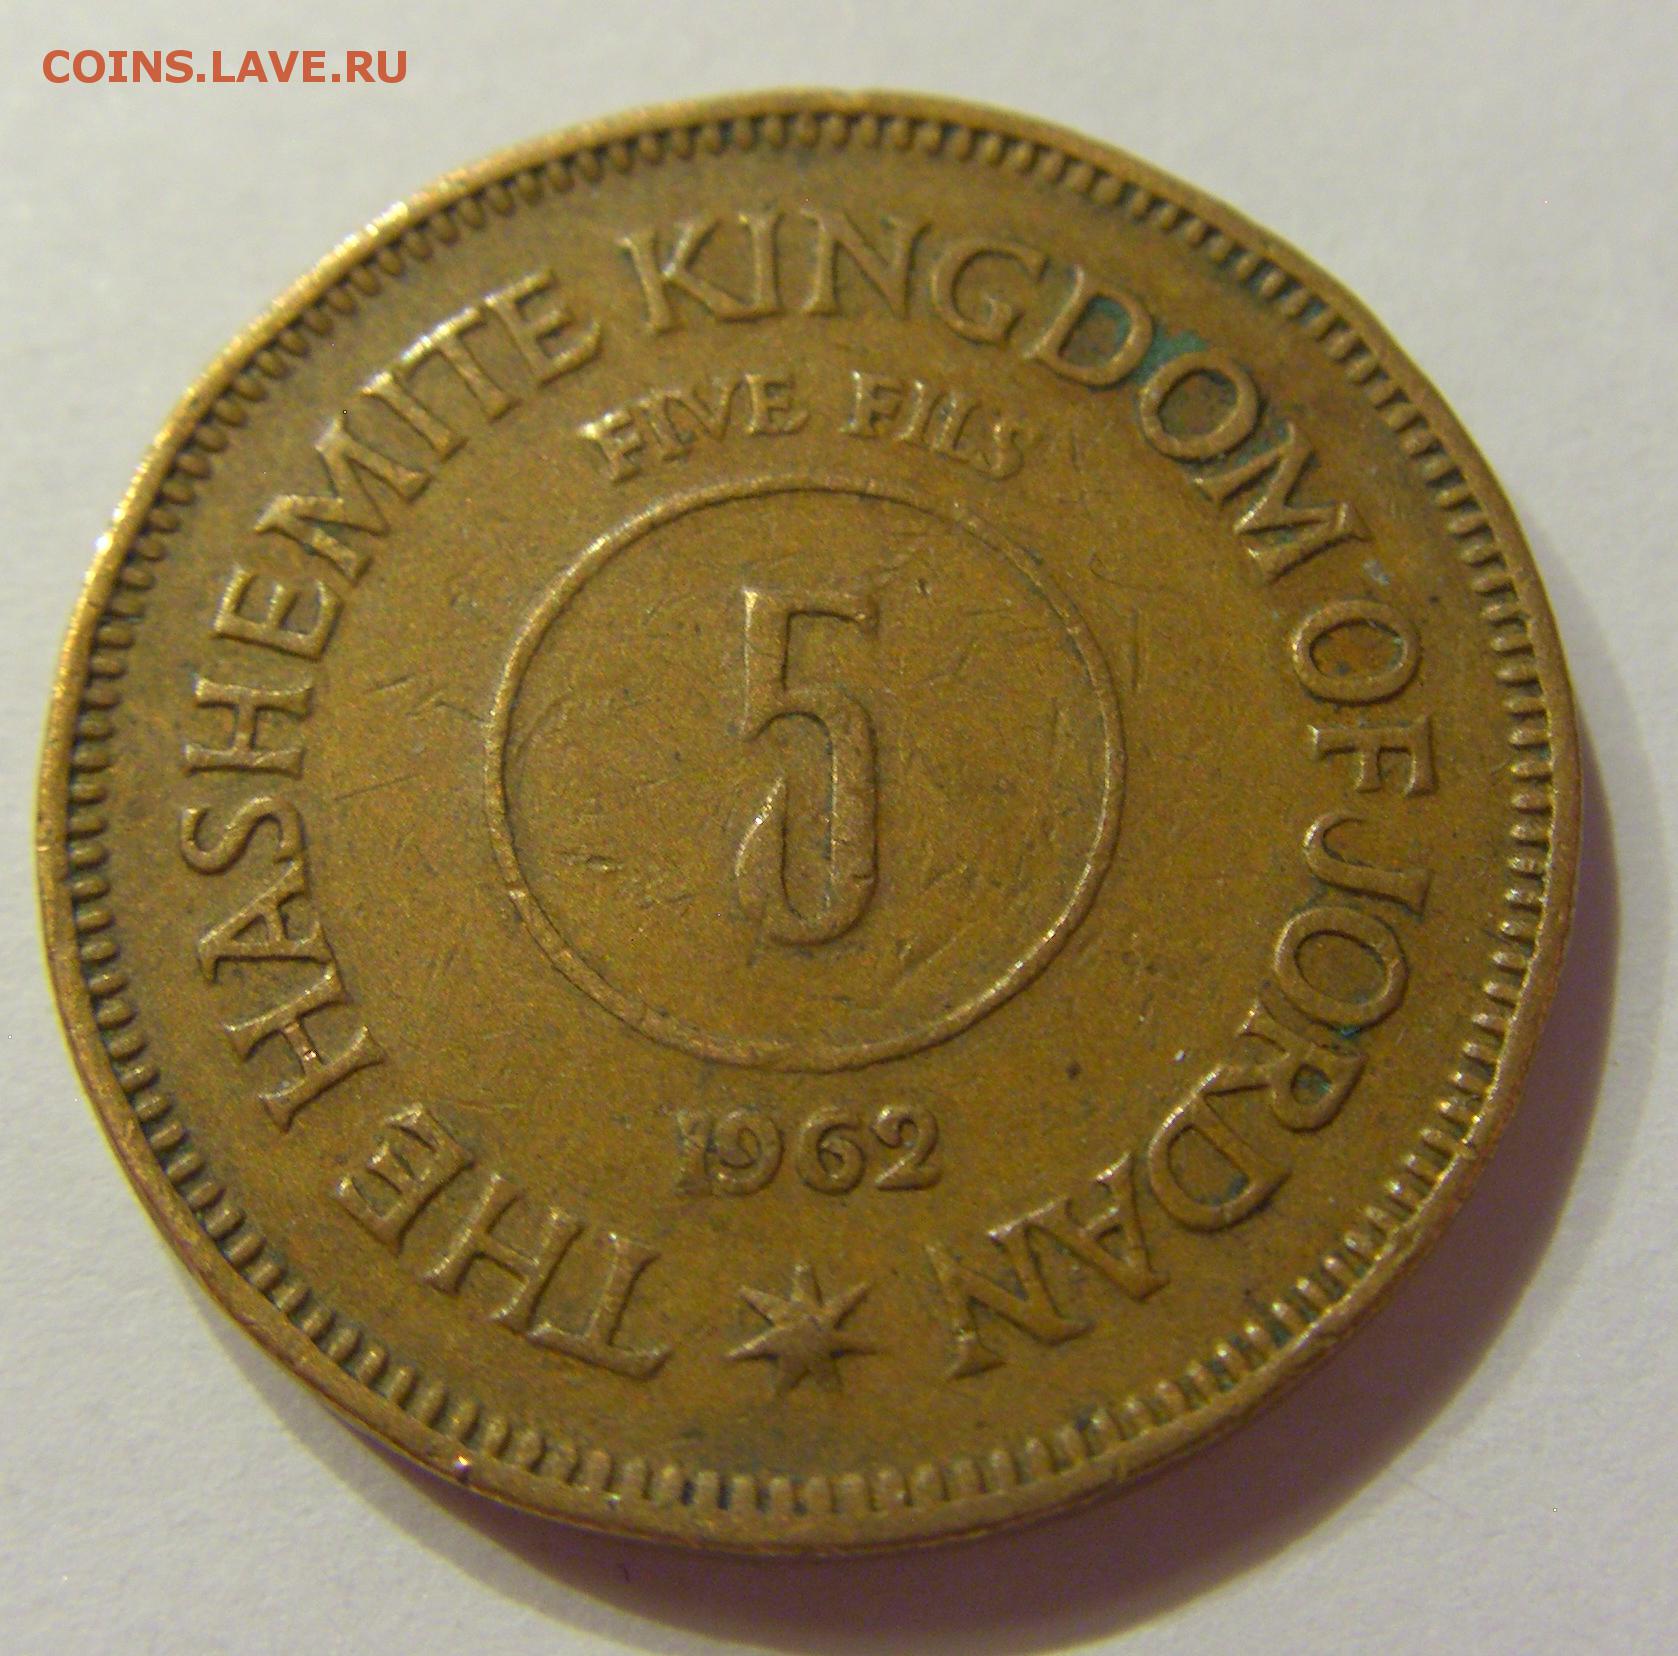 COINS.LAVE.RU
THE HASHEMITE KINGDOM OF JORDAN
FIVE FILS
5
1962